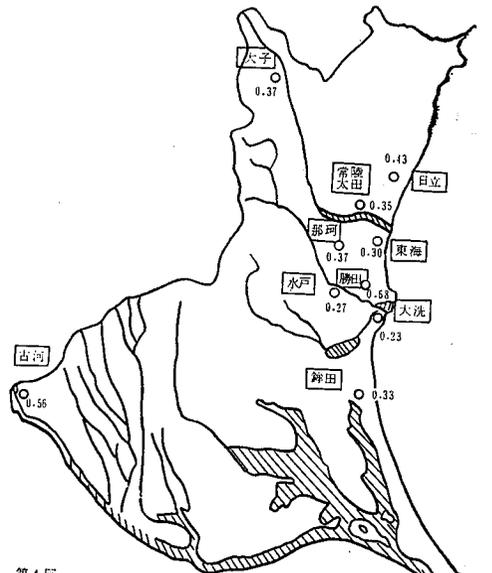 大子
0.37
0.43
日立
常陸
太田
0.35
那珂
0.37
0.30
東海
水戸
0.27
勝田
0.58
大洗
0.23
古河
0.56
鉾田
0.33